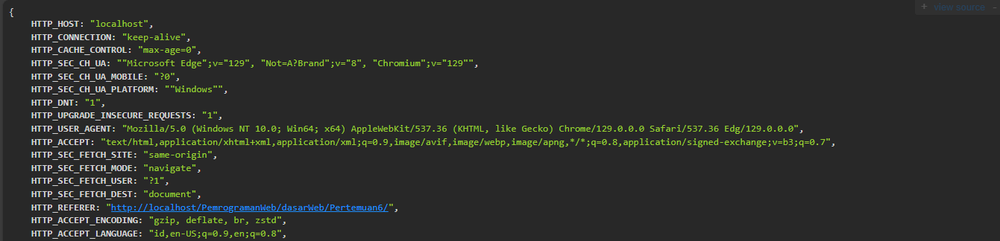 + view source -
{
HTTP_HOST: "localhost",
HTTP_CONNECTION: "keep-alive",
HTTP_CACHE_CONTROL: "max-age=0",
HTTP_SEC_CH_UA: ""Microsoft Edge";v="129", "Not=A?Brand";v="8", "Chromium";v="129"",
HTTP_SEC_CH_UA_MOBILE: "?0",
HTTP_SEC_CH_UA_PLATFORM: ""Windows"",
HTTP_DNT: "1",
HTTP_UPGRADE_INSECURE_REQUESTS: "1",
HTTP_USER_AGENT: "Mozilla/5.0 (Windows NT 10.0; Win64; x64) AppleWebKit/537.36 (KHTML, like Gecko) Chrome/129.0.0.0 Safari/537.36 Edg/129.0.0.0",
HTTP_ACCEPT: "text/html,application/xhtml+xml,application/xml;q=0.9,image/avif,image/webp,image/apng,*/*;q=0.8,application/signed-exchange;v=b3;q=0.7",
HTTP_SEC_FETCH_SITE: "same-origin",
HTTP_SEC_FETCH_MODE: "navigate",
HTTP_SEC_FETCH_USER: "?1",
HTTP_SEC_FETCH_DEST: "document",
HTTP_REFERER: "http://localhost/PemrogramanWeb/dasarWeb/Pertemuan6/",
HTTP_ACCEPT_ENCODING: "gzip, deflate, br, zstd",
HTTP_ACCEPT_LANGUAGE: "id,en-US;q=0.9,en;q=0.8",